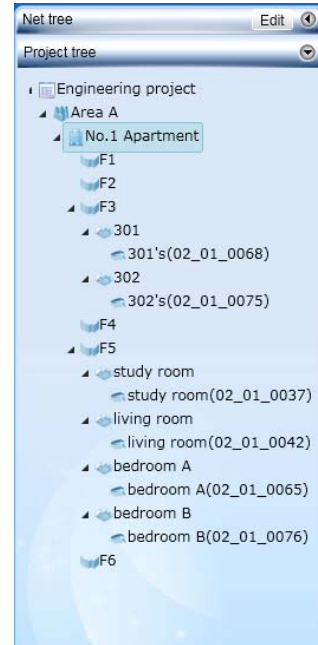 Net tree Edit
Project tree
Engineering project
Area A
No.1 Apartment
F1
F2
F3
301
301's(02_01_0068)
302
302's(02_01_0075)
F4
F5
study room
study room(02_01_0037)
living room
living room(02_01_0042)
bedroom A
bedroom A(02_01_0065)
bedroom B
bedroom B(02_01_0076)
F6